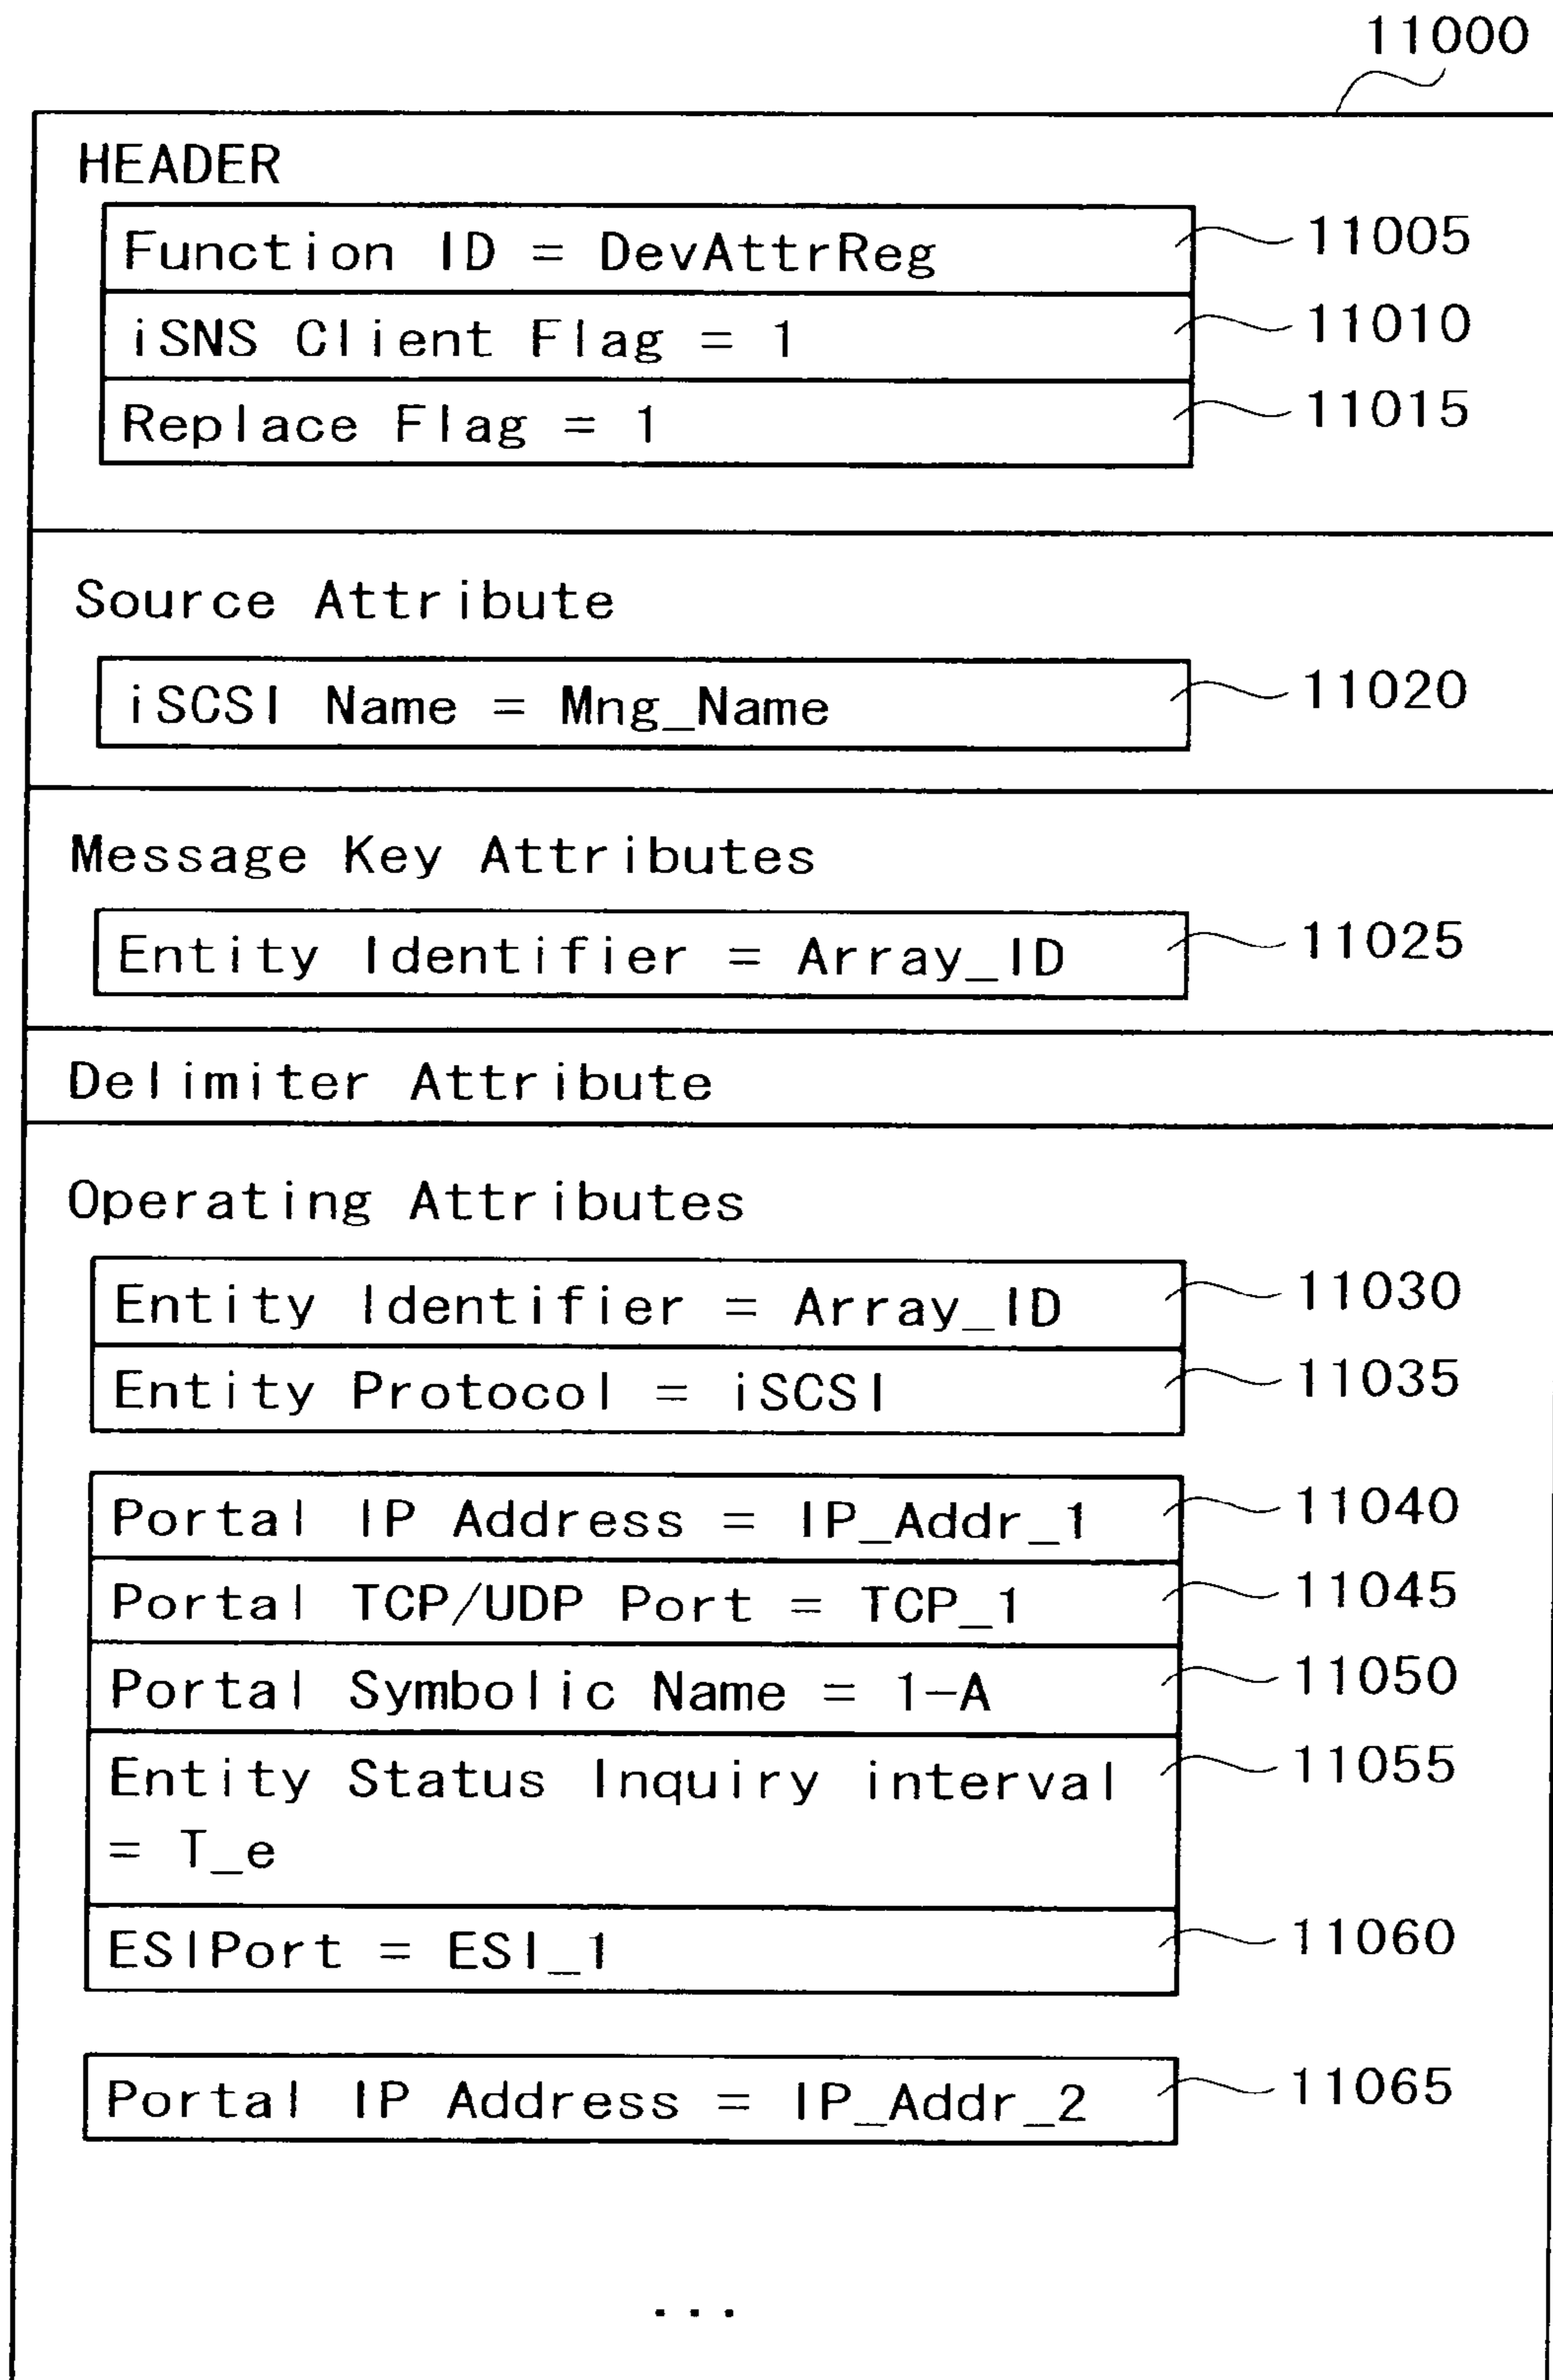 11000
HEADER
Function ID = DevAttrReg 11005
iSNS Client Flag = 1 11010
Replace Flag = 1 11015
Source Attribute
iSCSI Name = Mng_Name 11020
Message Key Attributes
Entity Identifier = Array_ID 11025
Delimiter Attribute
Operating Attributes
Entity Identifier = Array_ID 11030
Entity Protocol = iSCSI 11035
Portal IP Address = IP_Addr_1 11040
Portal TCP/UDP Port = TCP_1 11045
Portal Symbolic Name = 1-A 11050
Entity Status Inquiry interval 11055
= T_e
ESIPort = ESI_1 11060
Portal IP Address = IP_Addr_2 11065
...